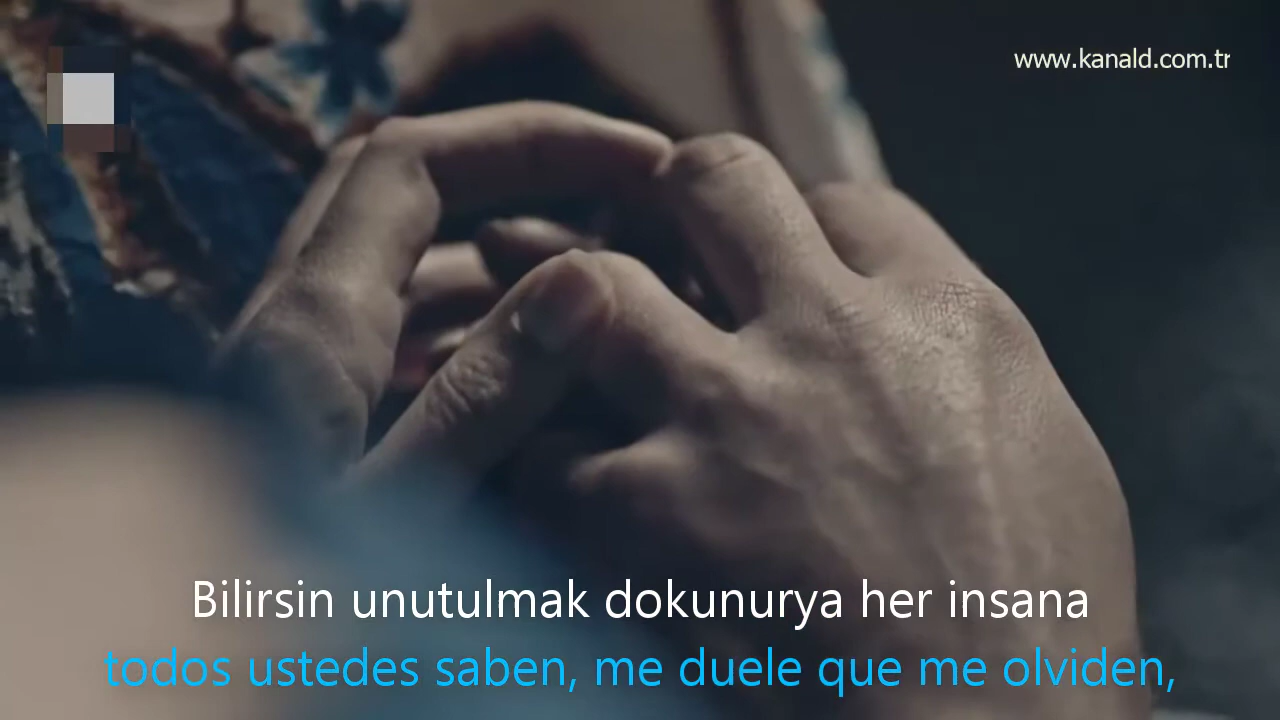 www.kanald.com.tr
Bilirsin unutulmak dokunurya her insana
todos ustedes saben, me duele que me olviden,